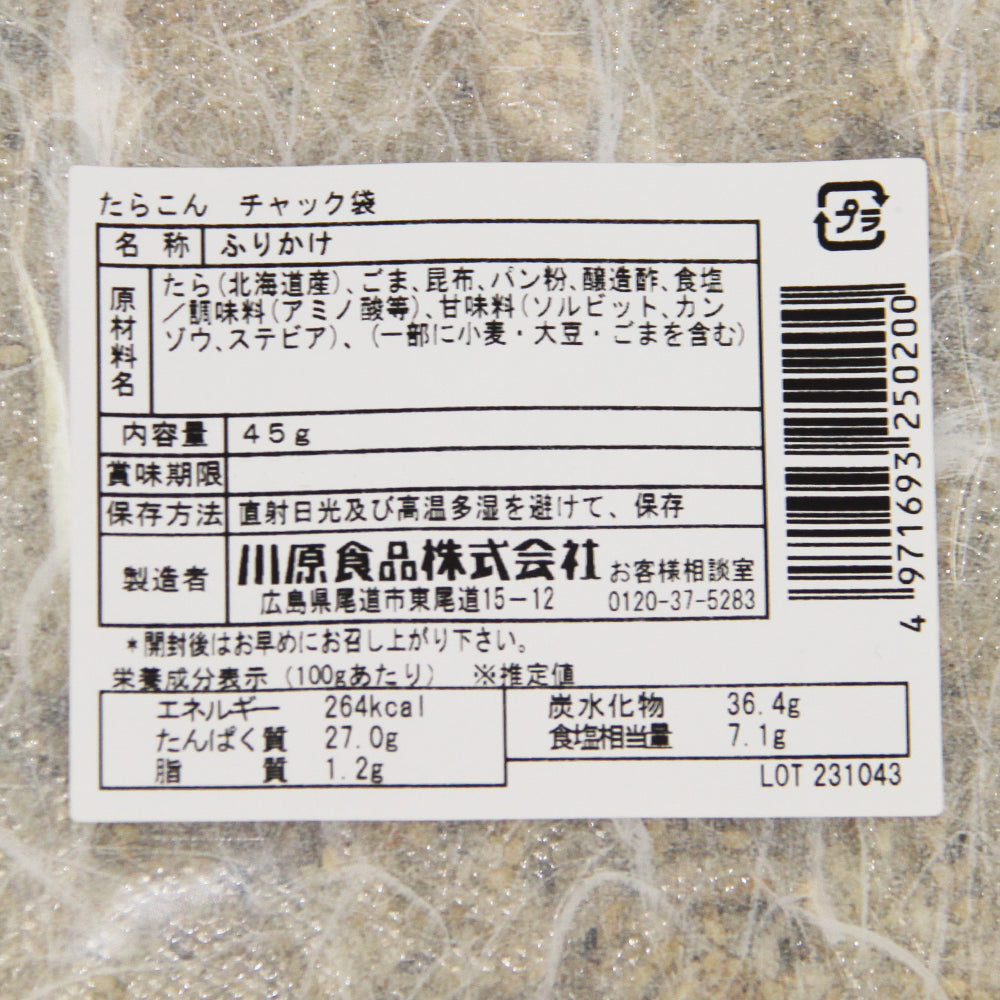 たらこん チャック袋
プラ
名称 ふりかけ
原材料名
たら(北海道産)、ごま、昆布、パン粉、醸造酢、食塩
/調味料(アミノ酸等)、甘味料(ソルビット、カン
ゾウ、ステビア)、(一部に小麦・大豆・ごまを含む)
内容量 45g
賞味期限
保存方法 直射日光及び高温多湿を避けて、保存
製造者 川原食品株式会社 お客様相談室
広島県尾道市東尾道15-12 0120-37-5283
4971693250200
*開封後はお早めにお召し上がり下さい。
栄養成分表示(100gあたり) ※推定値
エネルギー 264kcal
たんぱく質 27.0g
脂質 1.2g
炭水化物 36.4g
食塩相当量 7.1g
LOT 231043